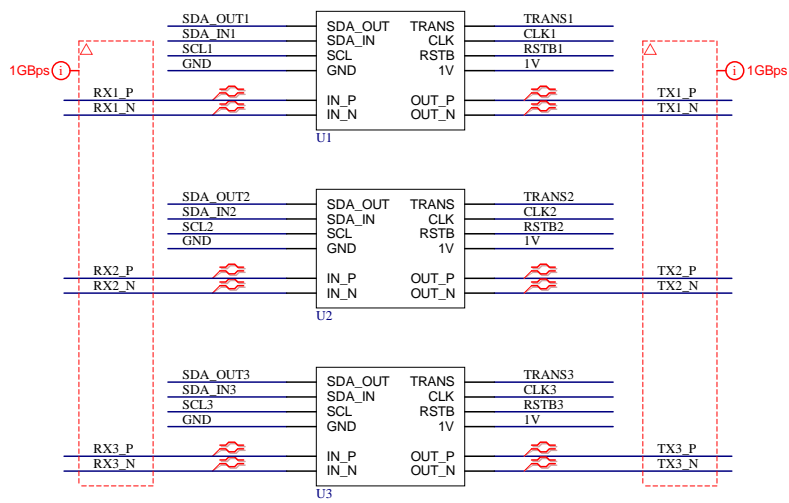 SDA_OUT1 SDA_OUT TRANS TRANS1
SDA_IN1 SDA_IN CLK CLK1
SCL1 SCL RSTB RSTB1
GND GND 1V 1V
1GBps i i 1GBps
RX1_P IN_P OUT_P TX1_P
RX1_N IN_N OUT_N TX1_N
U1
SDA_OUT2 SDA_OUT TRANS TRANS2
SDA_IN2 SDA_IN CLK CLK2
SCL2 SCL RSTB RSTB2
GND GND 1V 1V
RX2_P IN_P OUT_P TX2_P
RX2_N IN_N OUT_N TX2_N
U2
SDA_OUT3 SDA_OUT TRANS TRANS3
SDA_IN3 SDA_IN CLK CLK3
SCL3 SCL RSTB RSTB3
GND GND 1V 1V
RX3_P IN_P OUT_P TX3_P
RX3_N IN_N OUT_N TX3_N
U3